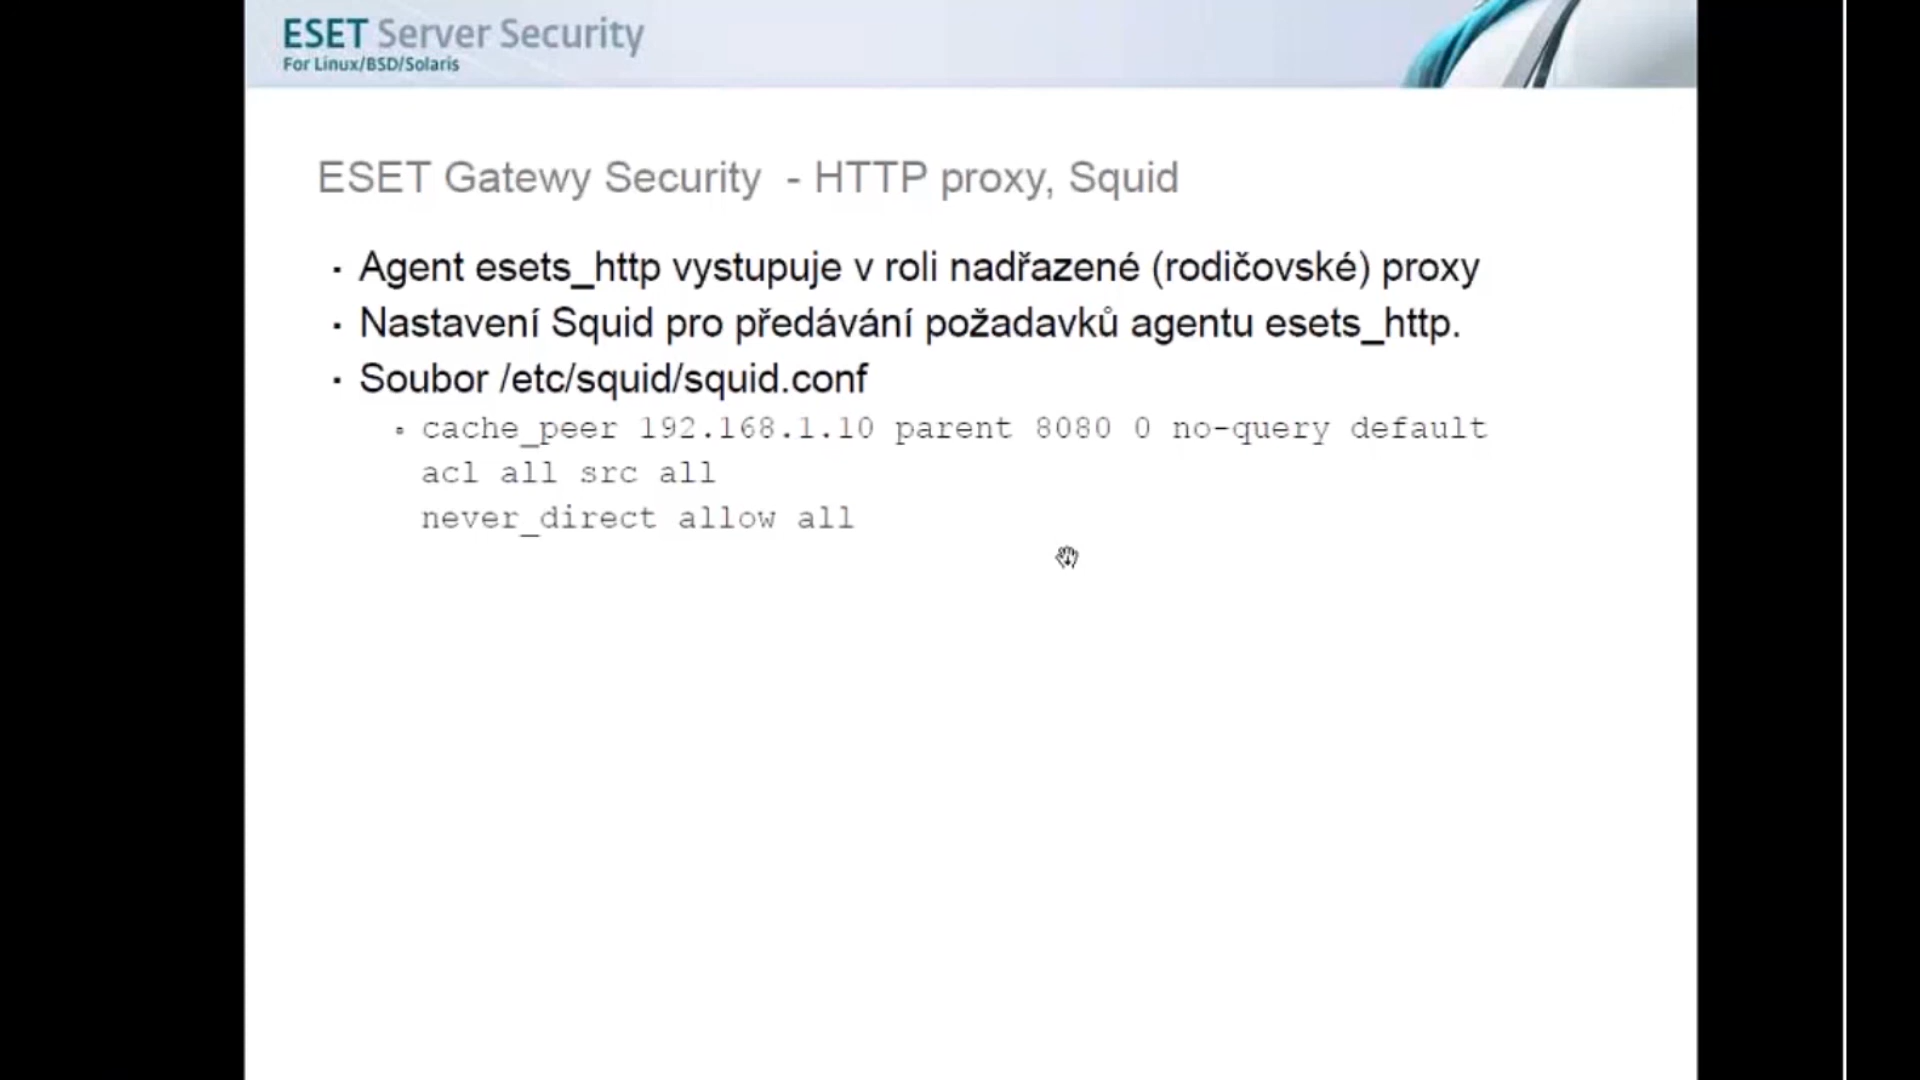 ESET Server Security
For Linux/BSD/Solaris
ESET Gatewy Security - HTTP proxy, Squid
Agent esets_http vystupuje v roli nadřazené (rodičovské) proxy
Nastavení Squid pro předávání požadavků agentu esets_http.
Soubor /etc/squid/squid.conf
cache_peer 192.168.1.10 parent 8080 0 no-query default
acl all src all
never_direct allow all